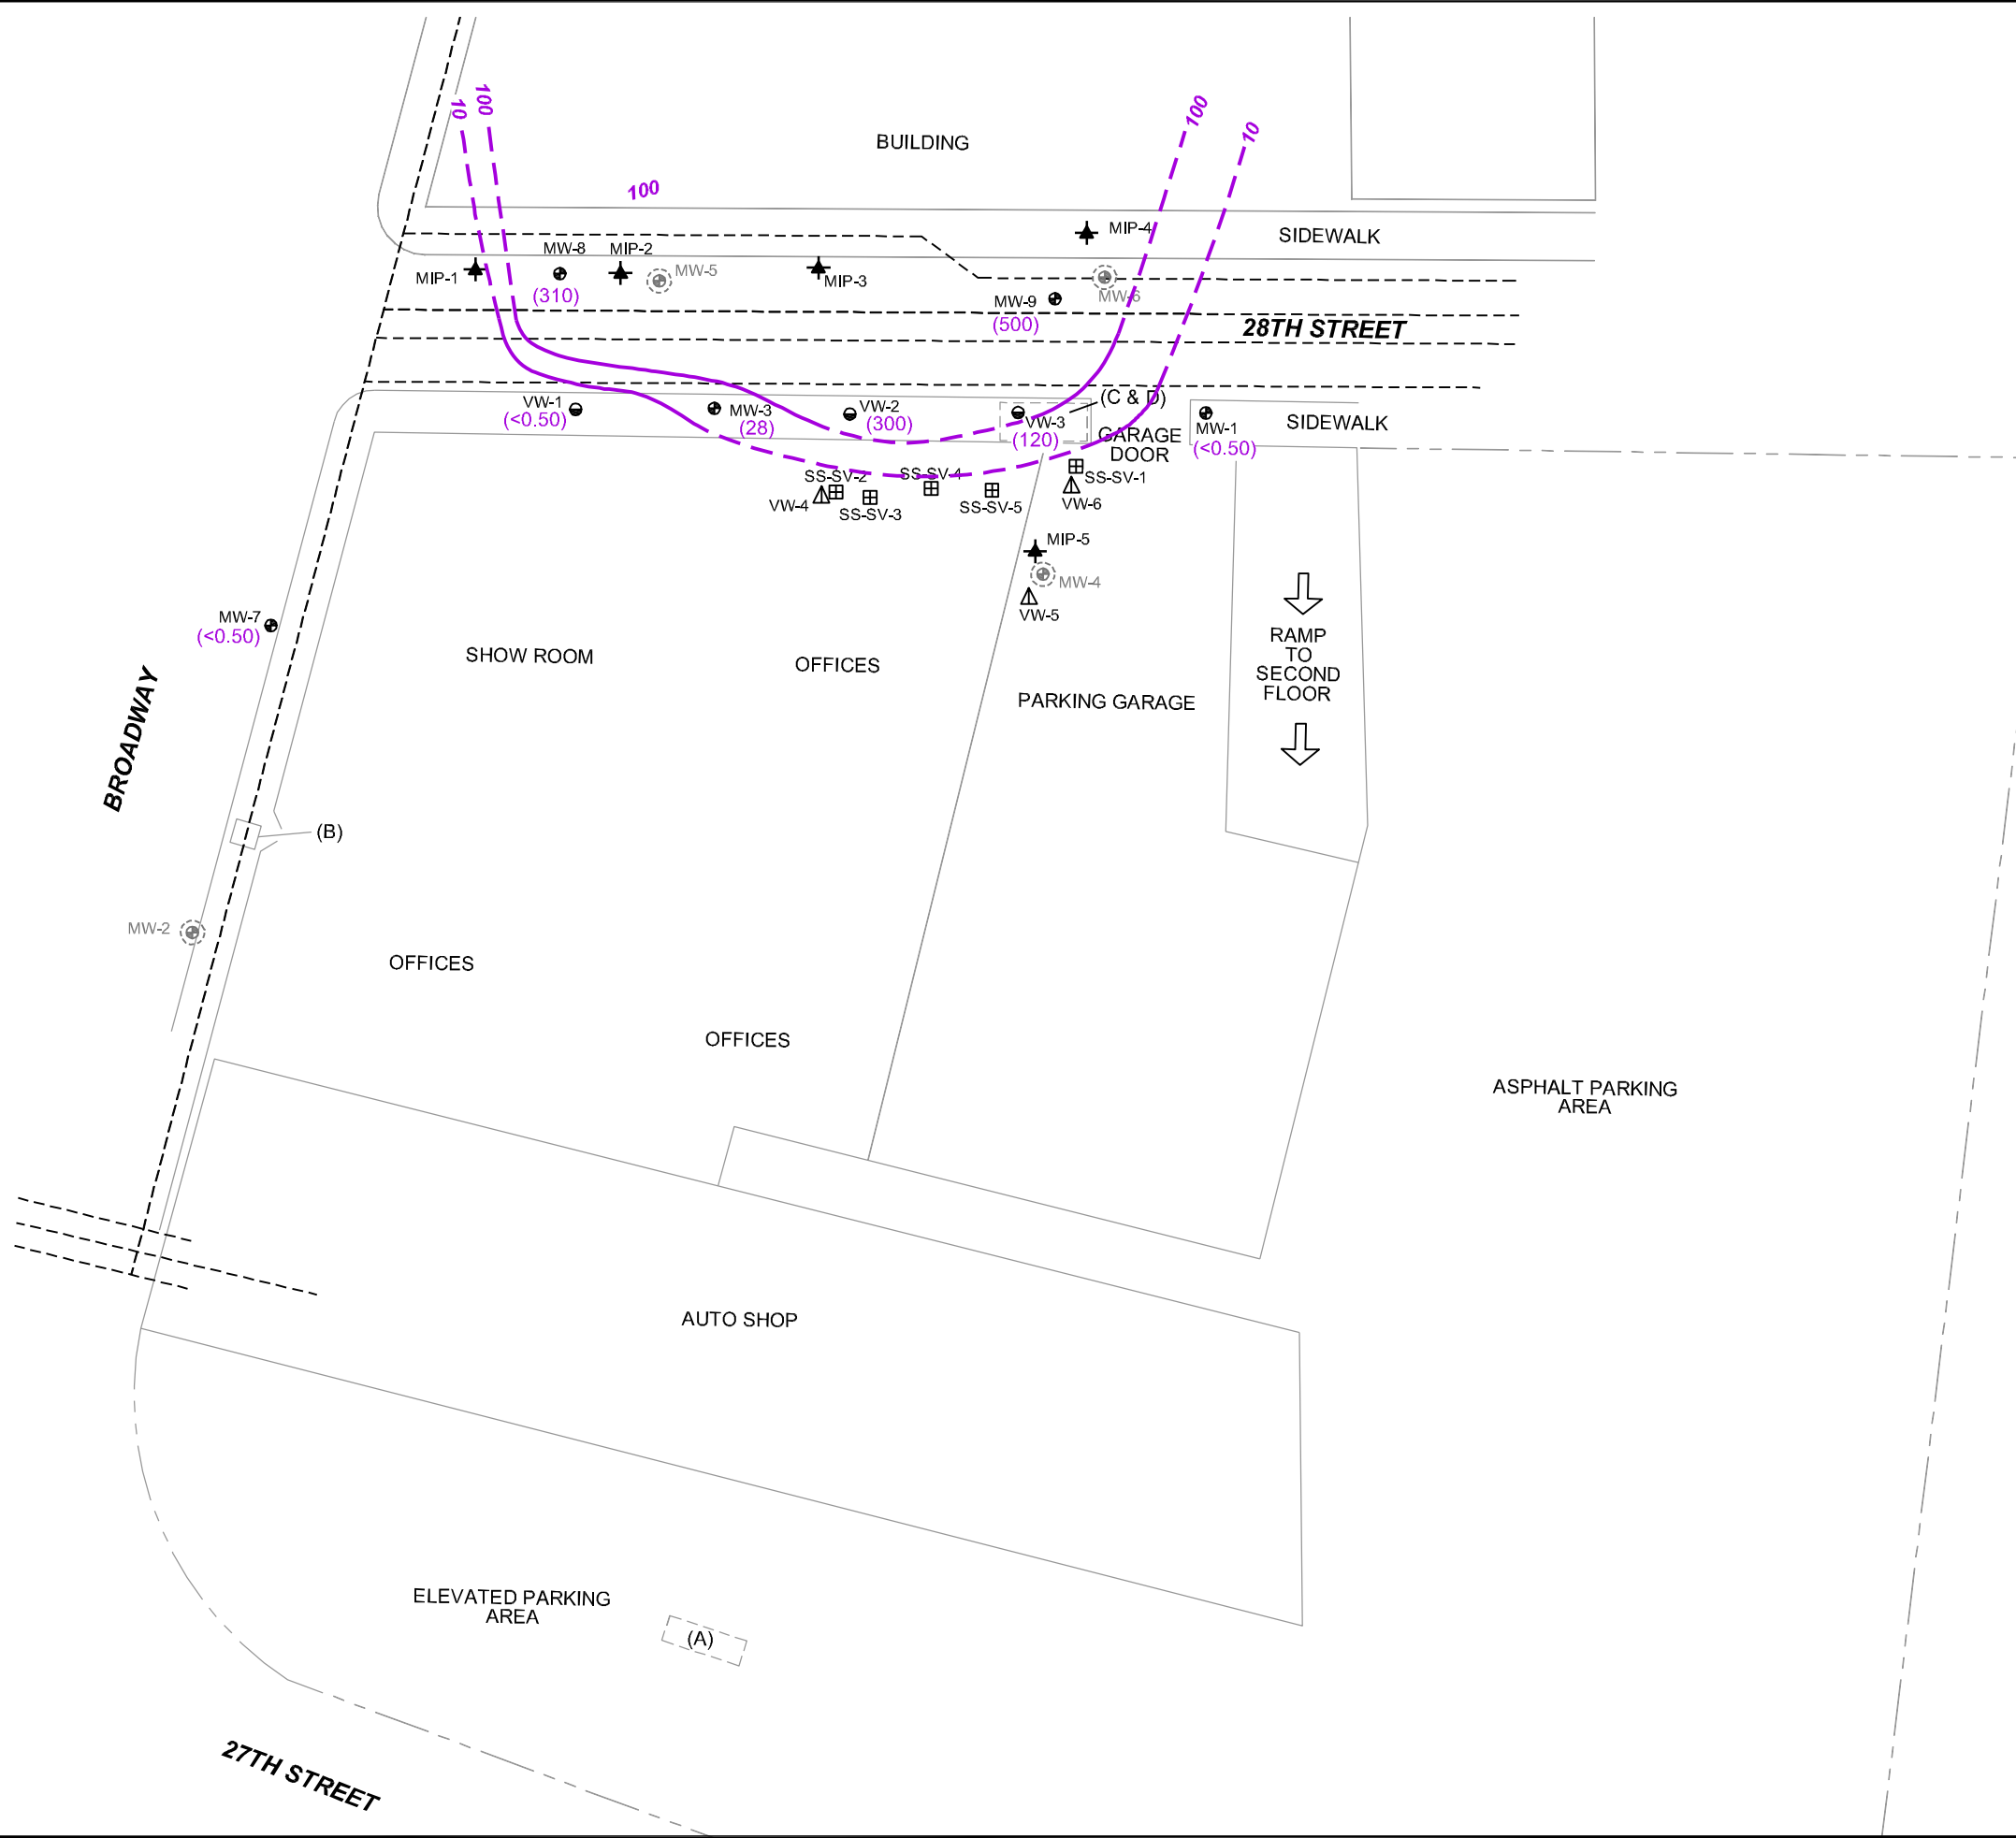 10
100
100
10
BUILDING
100
MIP-4
SIDEWALK
MW-8
MIP-2
MW-5
MIP-1
MIP-3
(310)
MW-9
MW-6
(500)
28TH STREET
VW-1
(<0.50)
MW-3
(28)
VW-2
(300)
(C & D)
VW-3
(120)
GARAGE
DOOR
MW-1
(<0.50)
SIDEWALK
SS-SV-2
SS-SV-4
SS-SV-1
VW-4
SS-SV-3
SS-SV-5
VW-6
MIP-5
MW-4
VW-5
MW-7
(<0.50)
SHOW ROOM
OFFICES
RAMP
TO
SECOND
FLOOR
PARKING GARAGE
BROADWAY
(B)
MW-2
OFFICES
OFFICES
ASPHALT PARKING
AREA
AUTO SHOP
ELEVATED PARKING
AREA
(A)
27TH STREET